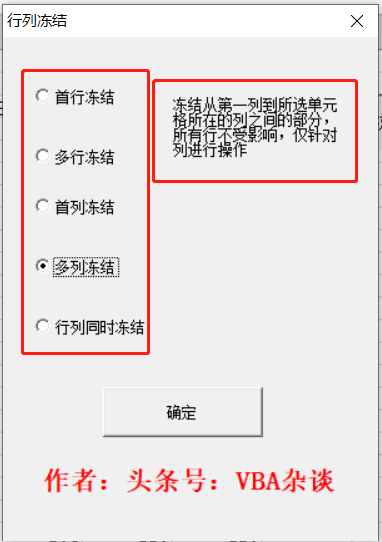 行列冻结
首行冻结
多行冻结
首列冻结
多列冻结
行列同时冻结
冻结从第一列到所选单元
格所在的列之间的部分，
所有行不受影响，仅针对
列进行操作
确定
作者：头条号：VBA杂谈